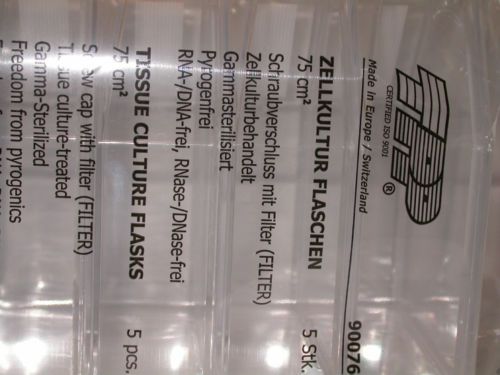 TPP®
CERTIFIED ISO 9001
Made in Europe / Switzerland
90076
ZELLKULTUR FLASCHEN
75 cm² 5 Stk.
Schraubverschluss mit Filter (FILTER)
Zellkulturbehandelt
Gammasterilisiert
Pyrogenfrei
RNA-/DNA-frei, RNase-/DNase-frei
TISSUE CULTURE FLASKS
75 cm² 5 pcs.
Screw cap with filter (FILTER)
Tissue culture-treated
Gamma-Sterilized
Freedom from pyrogenics